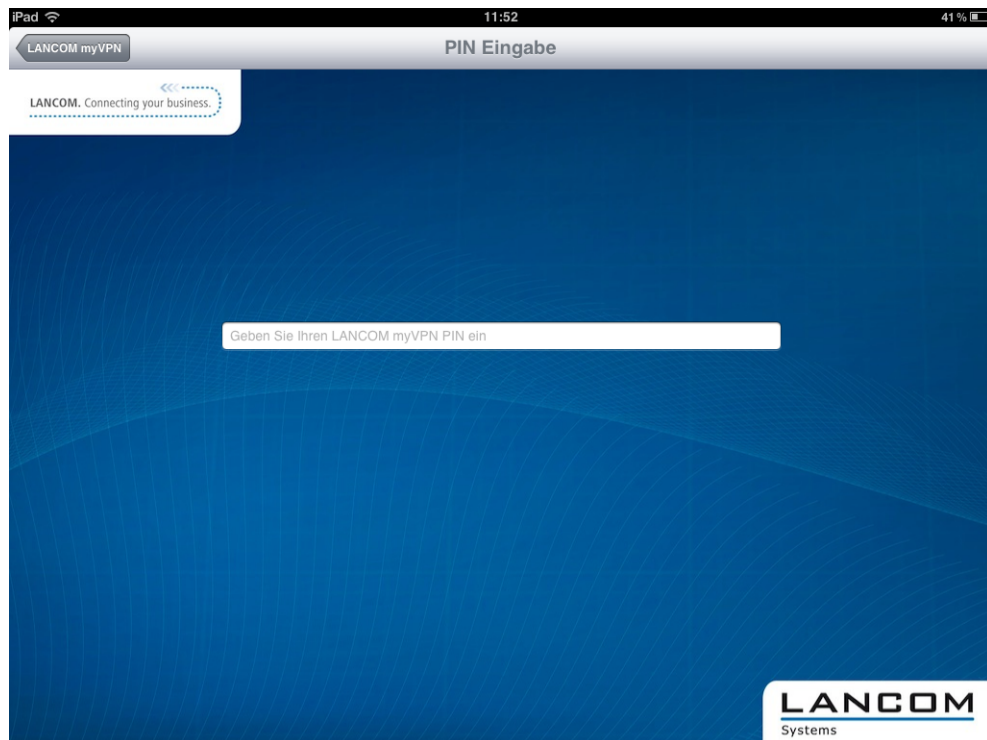 iPad 11:52 41 %
LANCOM myVPN PIN Eingabe
LANCOM. Connecting your business.
Geben Sie Ihren LANCOM myVPN PIN ein
LANCOM
Systems